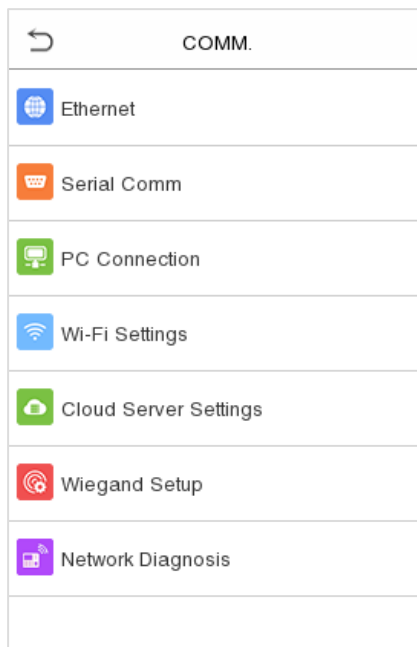 COMM.
Ethernet
Serial Comm
PC Connection
Wi-Fi Settings
Cloud Server Settings
Wiegand Setup
Network Diagnosis